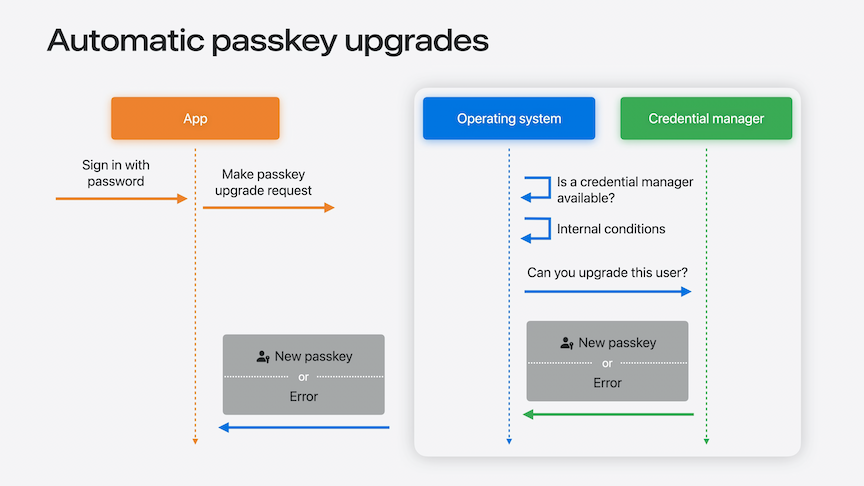 Automatic passkey upgrades
App
Operating system
Credential manager
Sign in with
password
Make passkey
upgrade request
Is a credential manager
available?
Internal conditions
Can you upgrade this user?
New passkey
or
Error
New passkey
or
Error